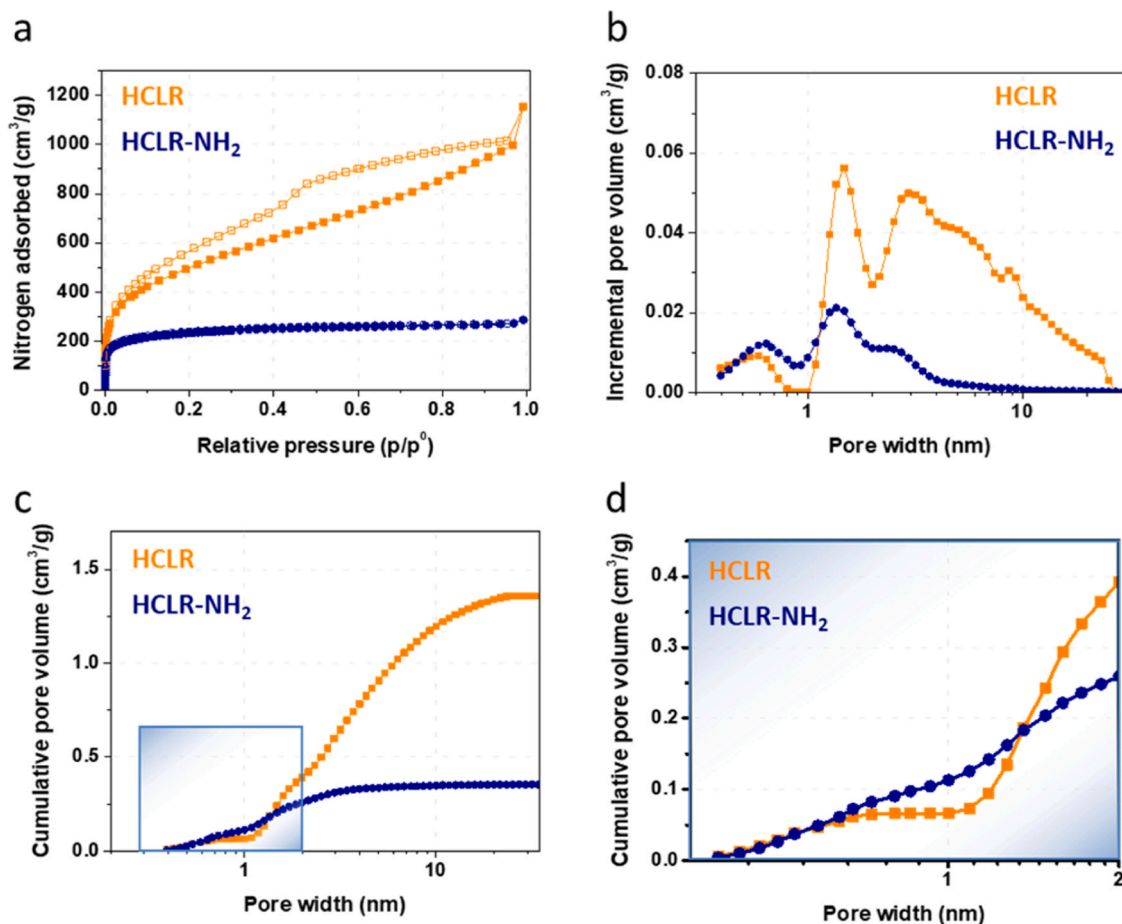 a
Nitrogen adsorbed (cm³/g)
1200
1000
800
600
400
200
0
HCLR
HCLR-NH₂
0.0 0.2 0.4 0.6 0.8 1.0
Relative pressure (p/p⁰)
b
Incremental pore volume (cm³/g)
0.08
0.06
0.04
0.02
0.00
HCLR
HCLR-NH₂
1 10
Pore width (nm)
c
Cumulative pore volume (cm³/g)
1.5
1.0
0.5
0.0
HCLR
HCLR-NH₂
1 10
Pore width (nm)
d
Cumulative pore volume (cm³/g)
0.4
0.3
0.2
0.1
0.0
HCLR
HCLR-NH₂
1 2
Pore width (nm)